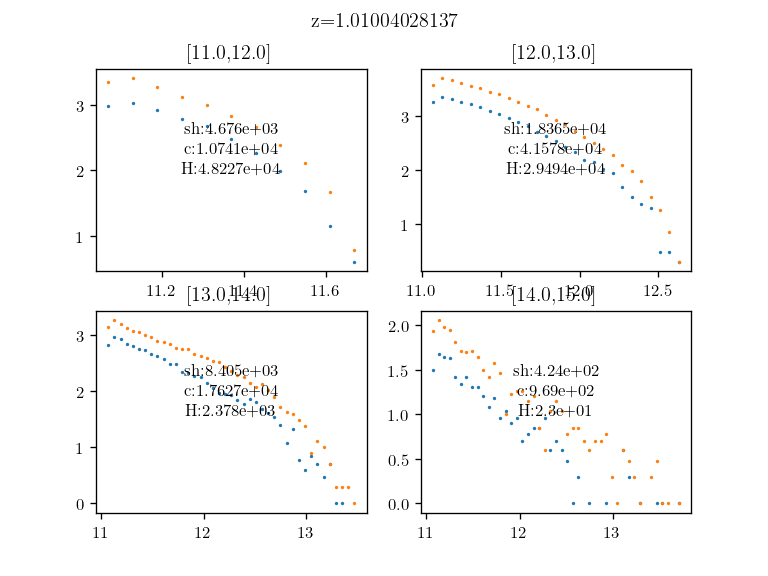 z=1.01004028137
[11.0,12.0]
[12.0,13.0]
3
2
1
sh:4.676e+03
c:1.0741e+04
H:4.8227e+04
11.2 11.4 11.6
3
2
1
sh:1.8365e+04
c:4.1578e+04
H:2.9494e+04
11.0 11.5 12.0 12.5
[13.0,14.0]
[14.0,15.0]
3
2
1
0
sh:8.405e+03
c:1.7627e+04
H:2.378e+03
11 12 13
2.0
1.5
1.0
0.5
0.0
sh:4.24e+02
c:9.69e+02
H:2.3e+01
11 12 13